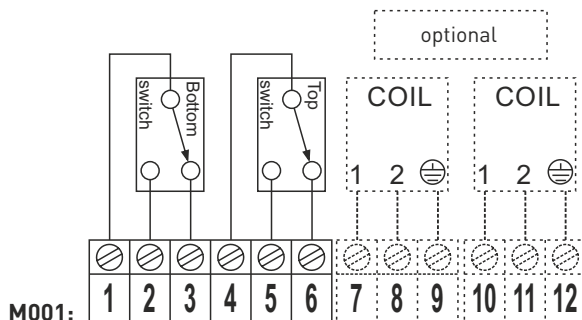 optional
Bottom
switch
Top
switch
COIL
COIL
1 2
1 2
M001: 1 2 3 4 5 6 7 8 9 10 11 12